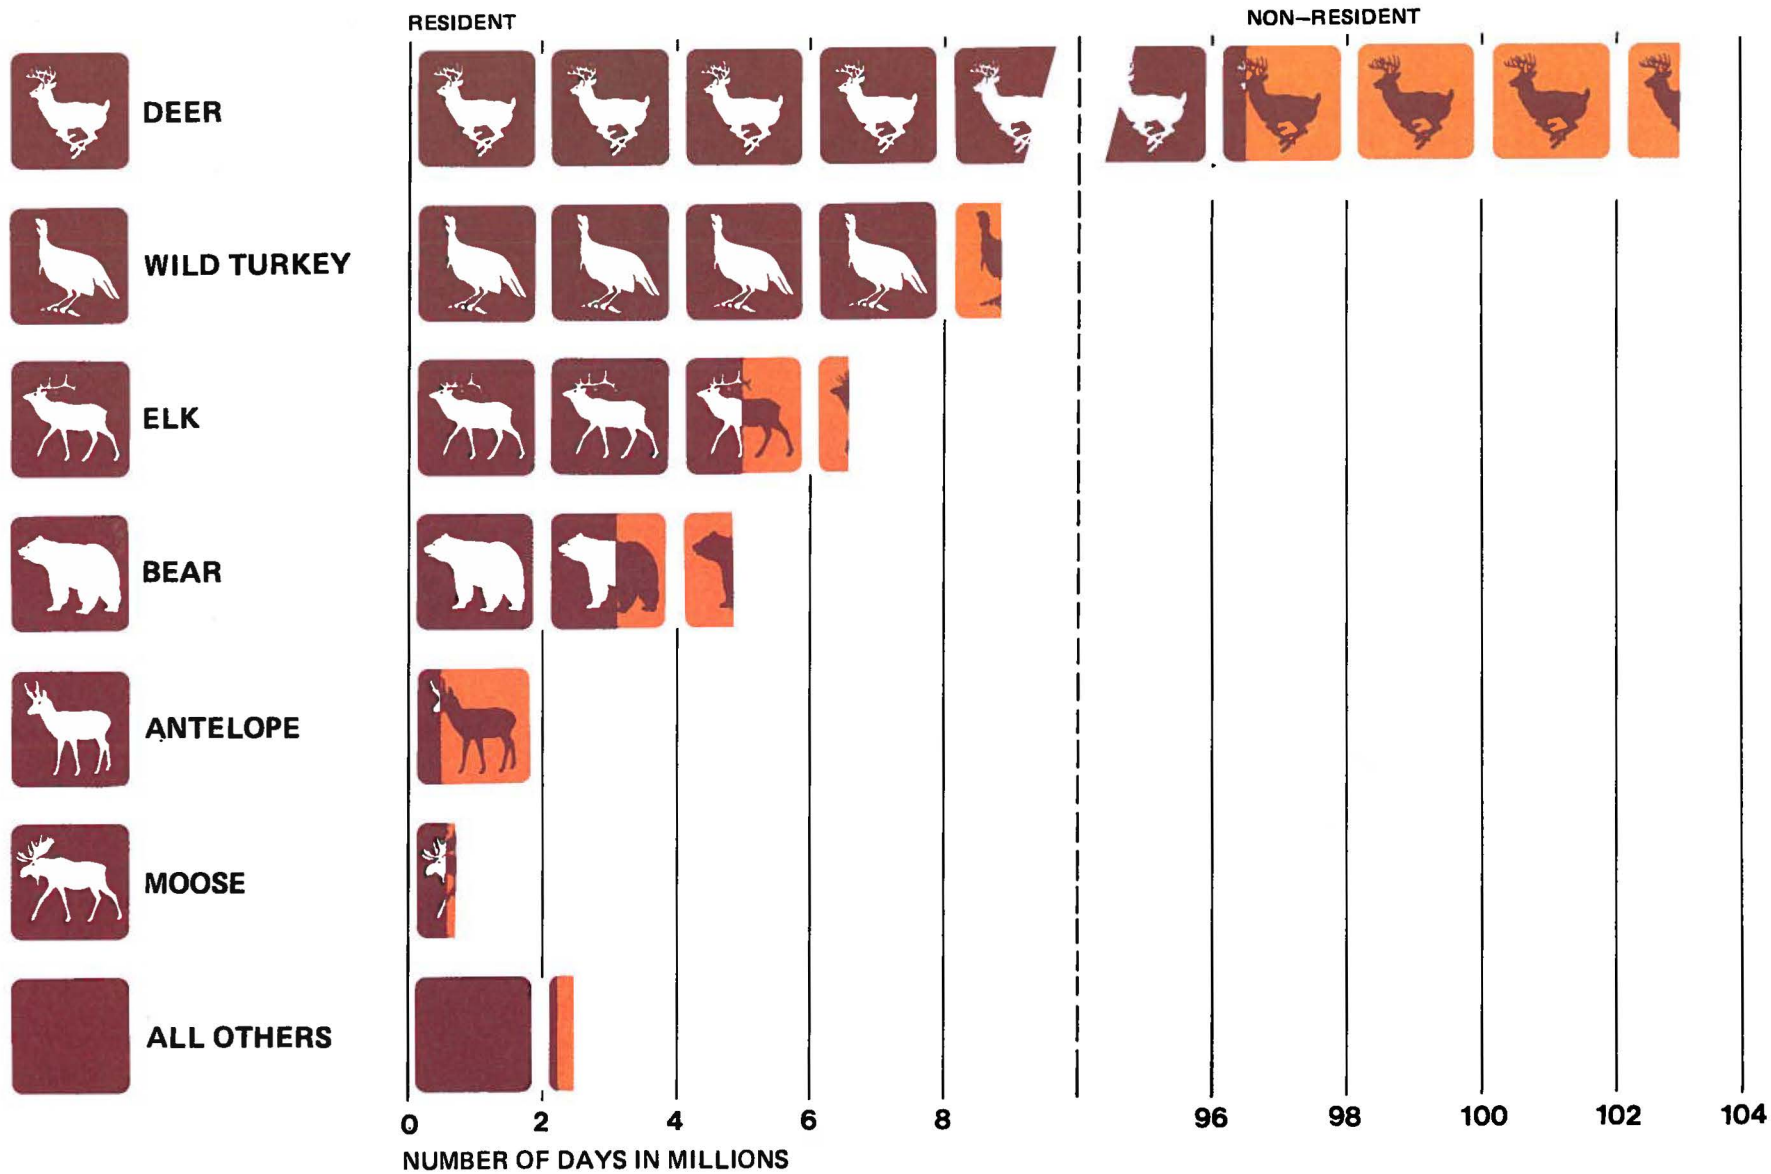 RESIDENT
NON–RESIDENT
DEER
WILD TURKEY
ELK
BEAR
ANTELOPE
MOOSE
ALL OTHERS
0 2 4 6 8 96 98 100 102 104
NUMBER OF DAYS IN MILLIONS